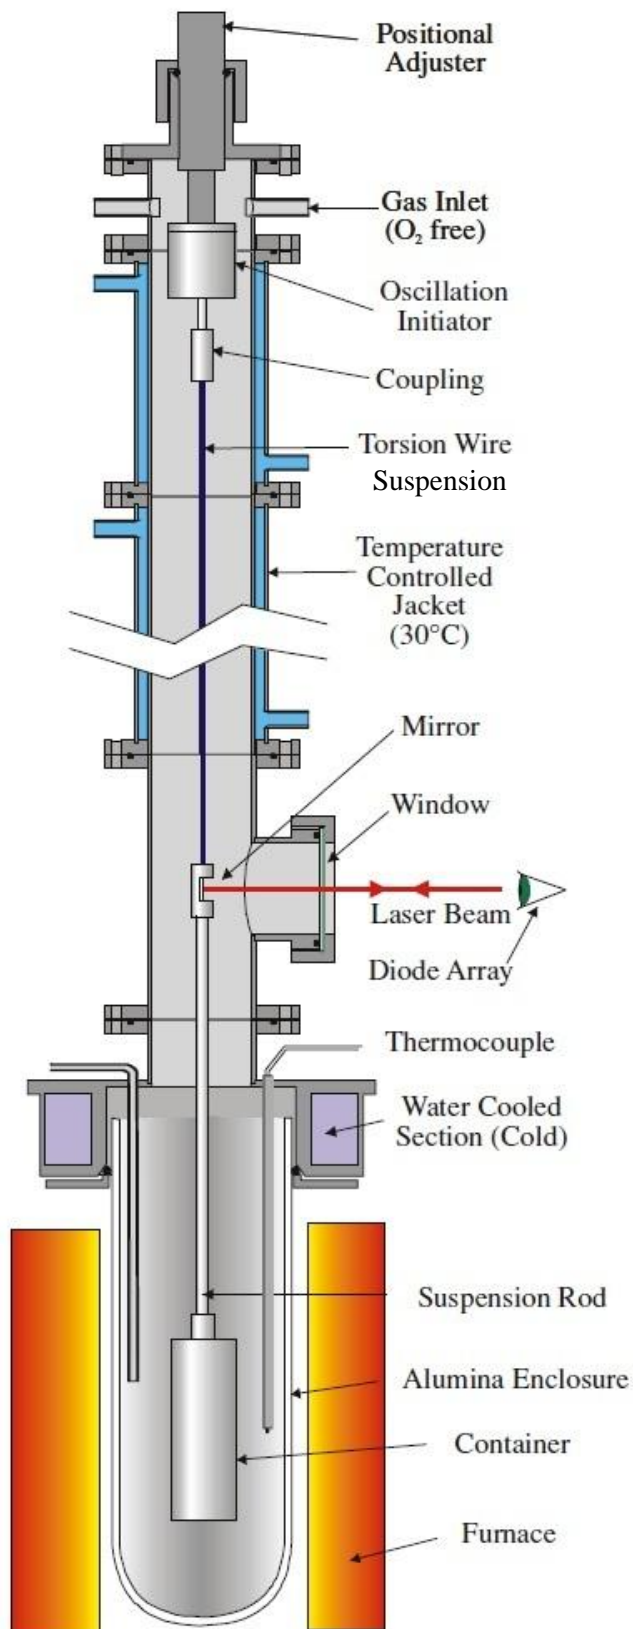 Positional
Adjuster
Gas Inlet
(O₂ free)
Oscillation
Initiator
Coupling
Torsion Wire
Suspension
Temperature
Controlled
Jacket
(30°C)
Mirror
Window
Laser Beam
Diode Array
Thermocouple
Water Cooled
Section (Cold)
Suspension Rod
Alumina Enclosure
Container
Furnace